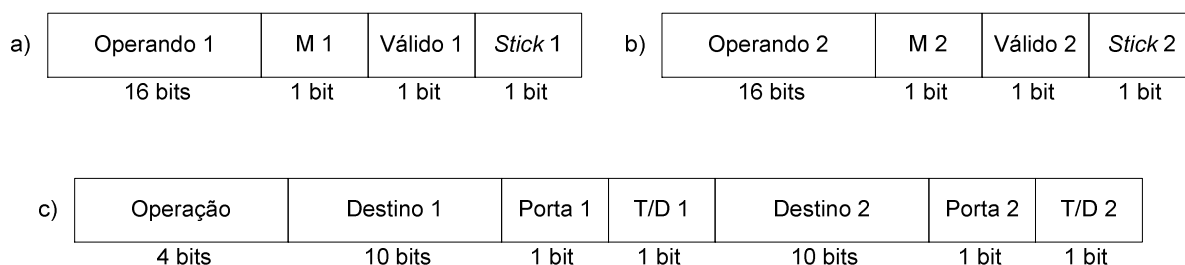 a) Operando 1 M 1 Válido 1 Stick 1
16 bits 1 bit 1 bit 1 bit
b) Operando 2 M 2 Válido 2 Stick 2
16 bits 1 bit 1 bit 1 bit
c) Operação Destino 1 Porta 1 T/D 1 Destino 2 Porta 2 T/D 2
4 bits 10 bits 1 bit 1 bit 10 bits 1 bit 1 bit